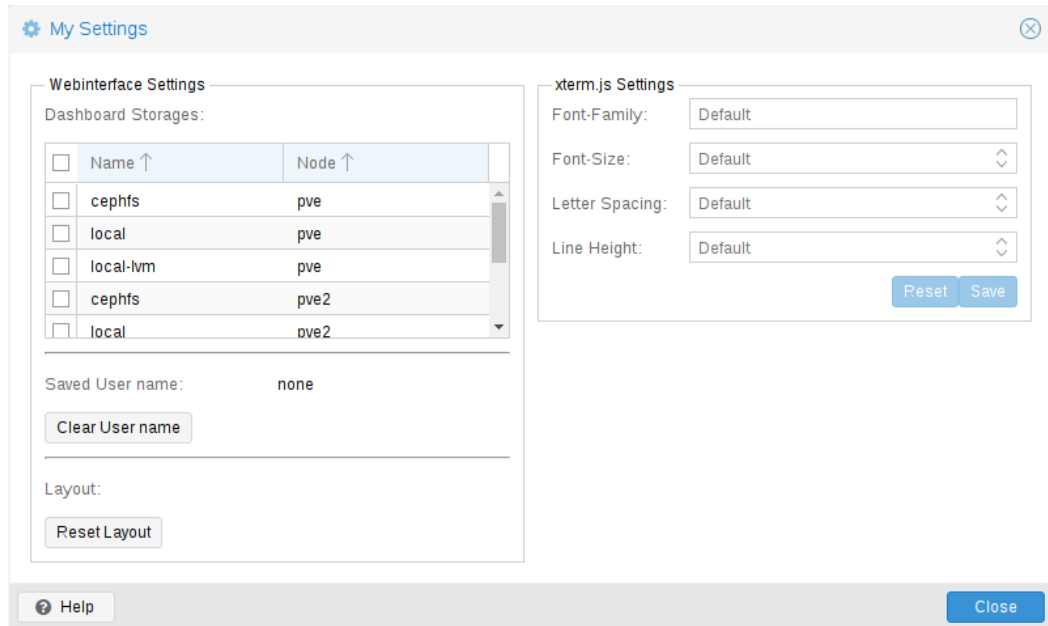 My Settings
Webinterface Settings
Dashboard Storages:
Name Node
cephfs pve
local pve
local-lvm pve
cephfs pve2
local pve2
Saved User name: none
Clear User name
Layout:
Reset Layout
xterm.js Settings
Font-Family: Default
Font-Size: Default
Letter Spacing: Default
Line Height: Default
Reset Save
Help Close